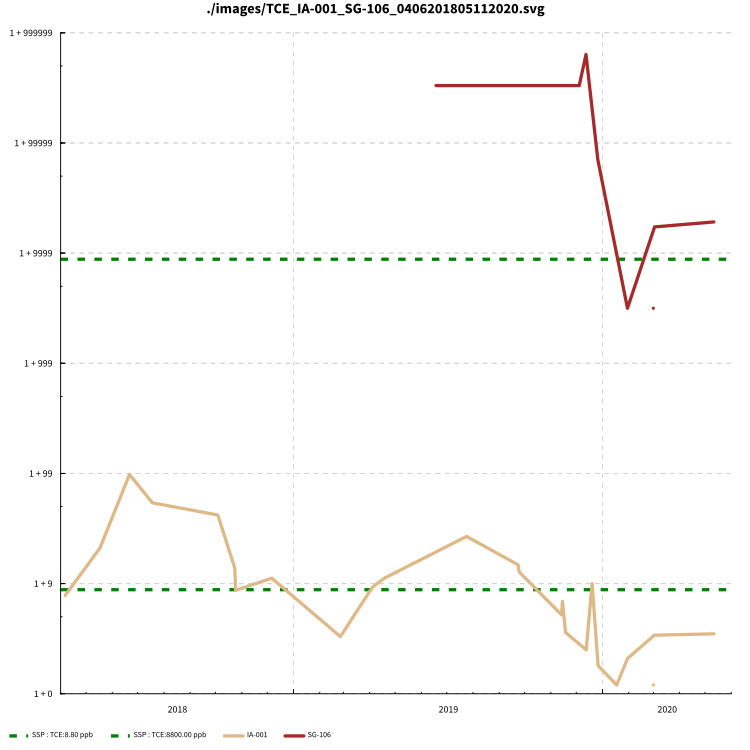 ./images/TCE_IA-001_SG-106_0406201805112020.svg
1+999999
1+99999
1+9999
1+999
1+99
1+9
1+0
2018 2019 2020
SSP : TCE:8.80 ppb SSP : TCE:8800.00 ppb IA-001 SG-106